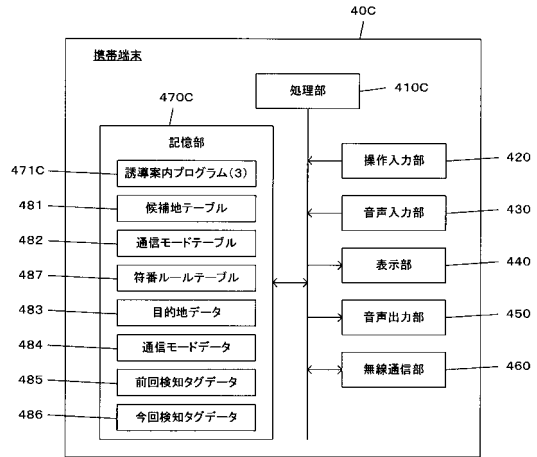 40C
携帯端末
処理部
410C
470C
記憶部
471C
誘導案内プログラム(3)
481
候補地テーブル
482
通信モードテーブル
487
符番ルールテーブル
483
目的地データ
484
通信モードデータ
485
前回検知タグデータ
486
今回検知タグデータ
操作入力部
420
音声入力部
430
表示部
440
音声出力部
450
無線通信部
460